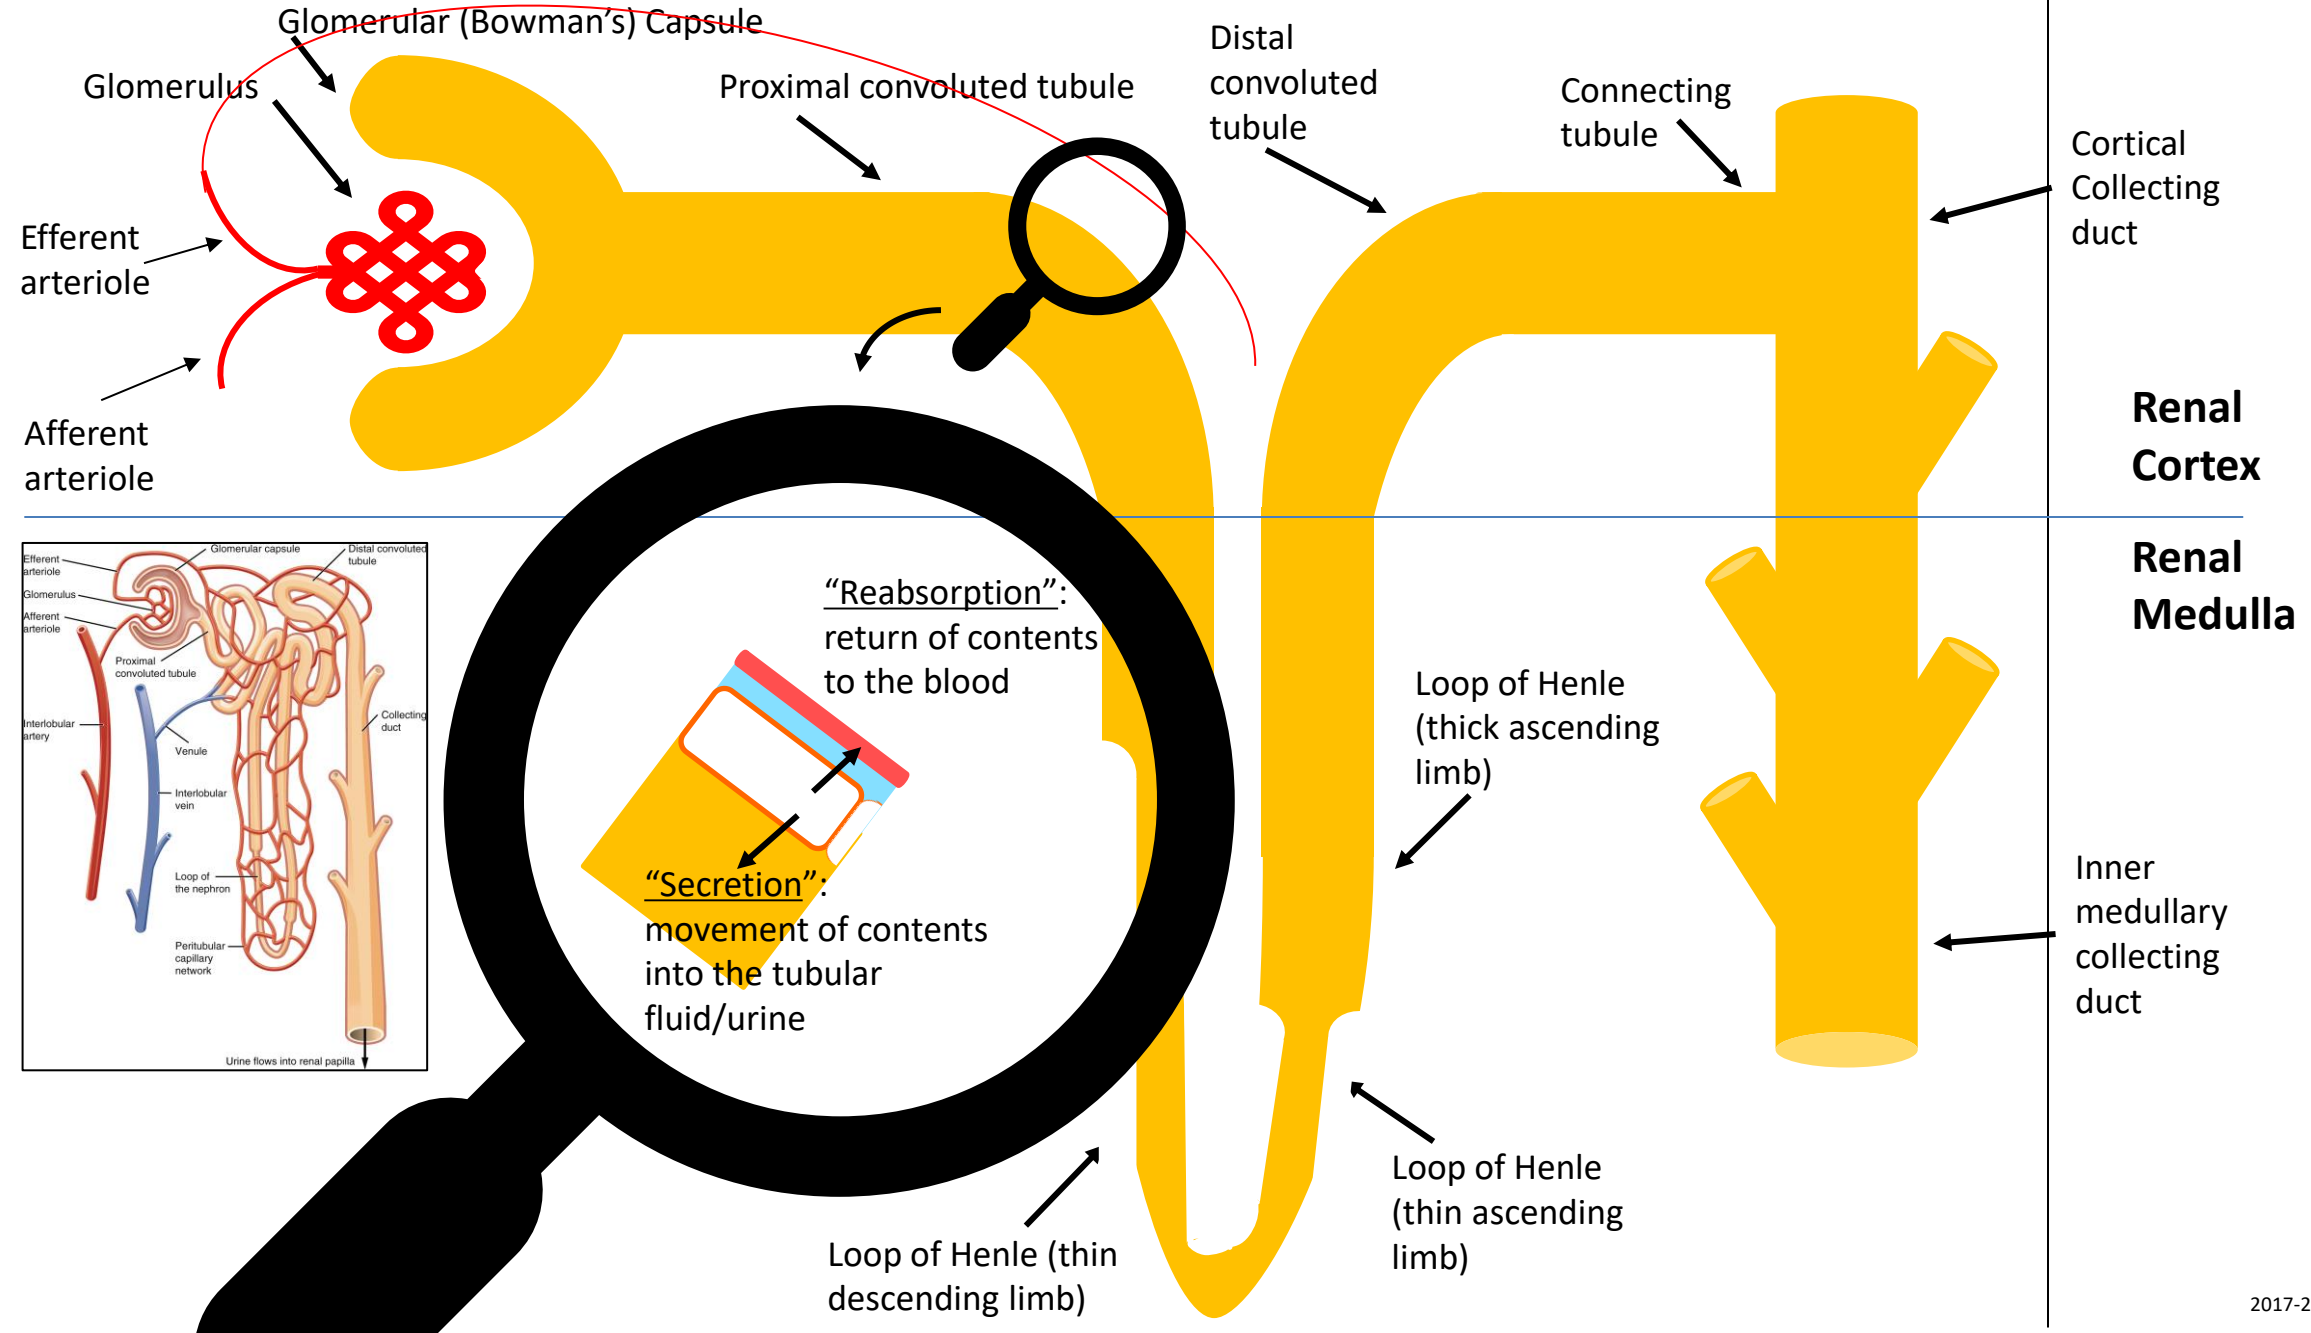 Glomerular (Bowman’s) Capsule
Glomerulus
Proximal convoluted tubule
Distal
convoluted
tubule
Connecting
tubule
Cortical
Collecting
duct
Efferent
arteriole
Afferent
arteriole
Renal
Cortex
Renal
Medulla
“Reabsorption”:
return of contents
to the blood
“Secretion”:
movement of contents
into the tubular
fluid/urine
Loop of Henle
(thick ascending
limb)
Inner
medullary
collecting
duct
Loop of Henle
(thin ascending
limb)
Loop of Henle (thin
descending limb)
Efferent
arteriole
Glomerular capsule
Distal convoluted
tubule
Glomerulus
Afferent
arteriole
Proximal
convoluted tubule
Interlobular
artery
Venule
Collecting
duct
Interlobular
vein
Loop of
the nephron
Peritubular
capillary
network
Urine flows into renal papilla
2017-2